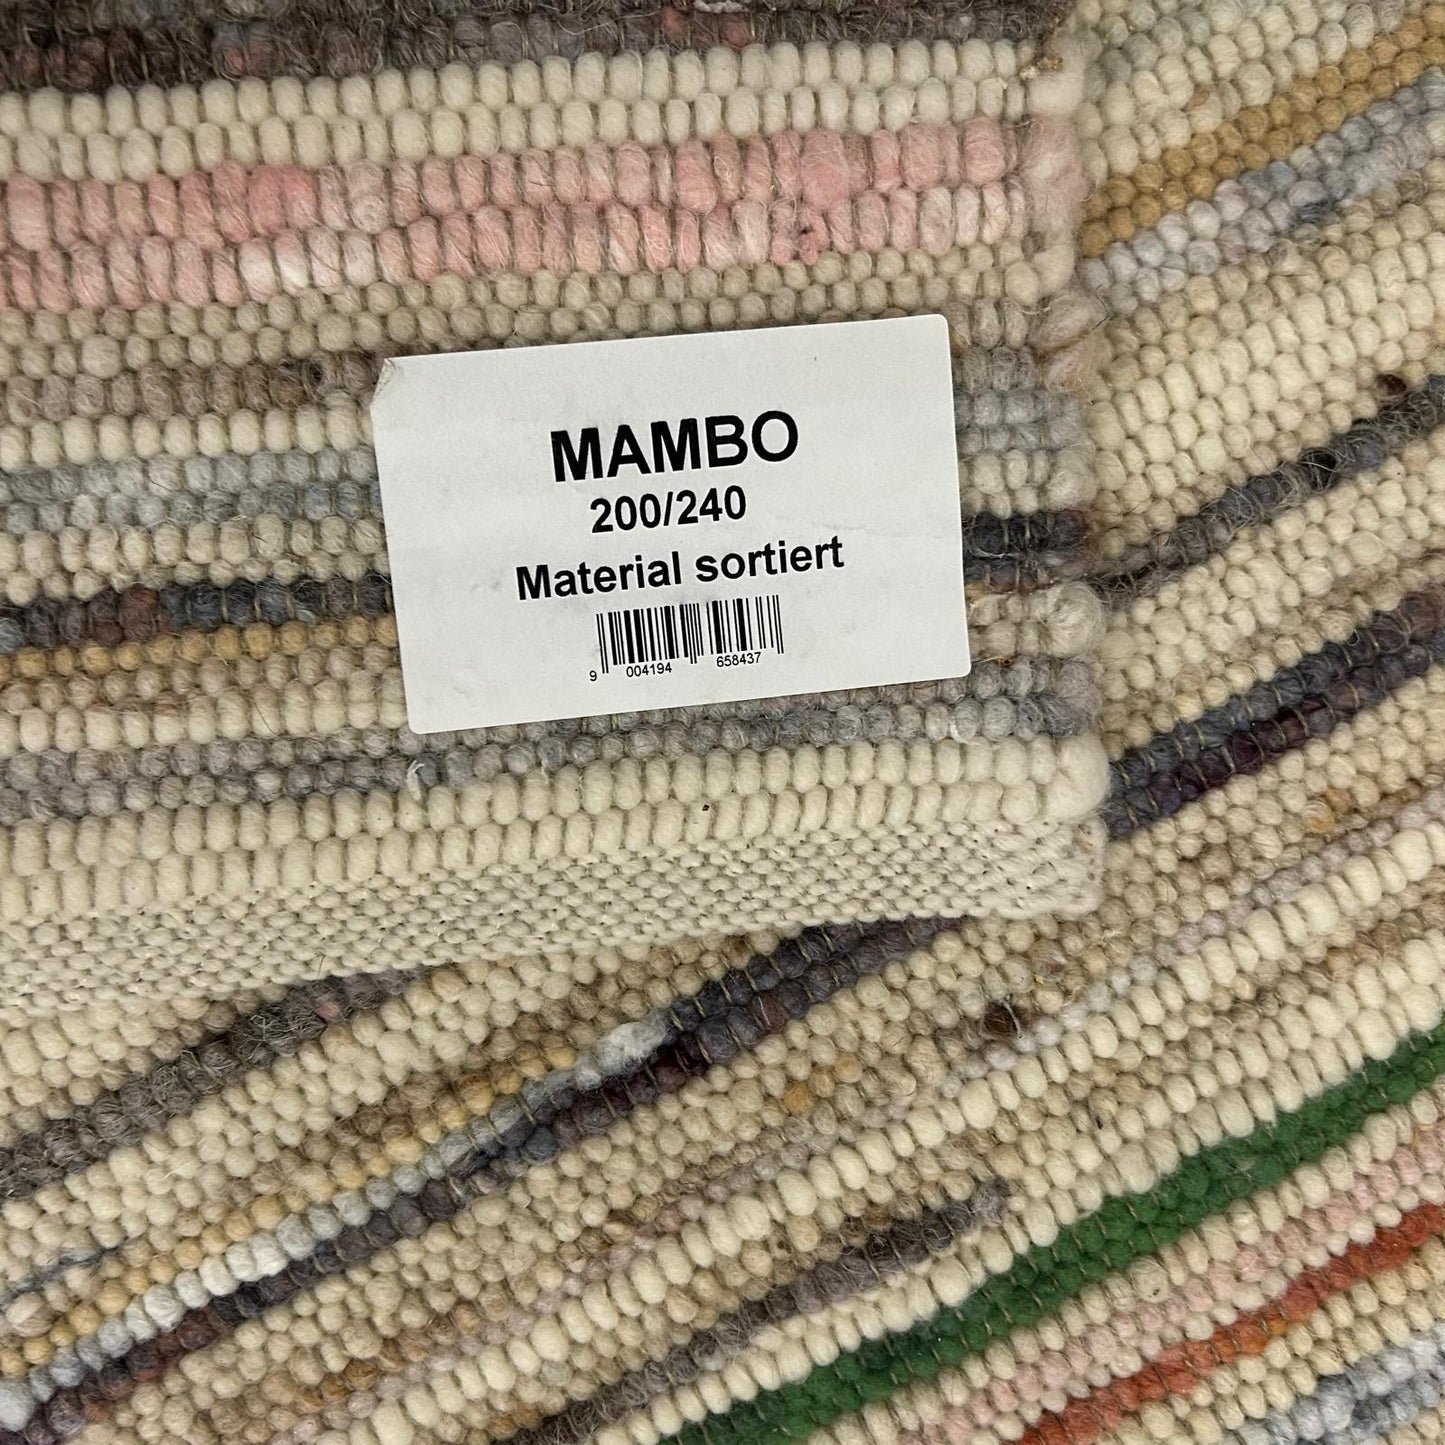 MAMBO
200/240
Material sortiert
9 004194 658437